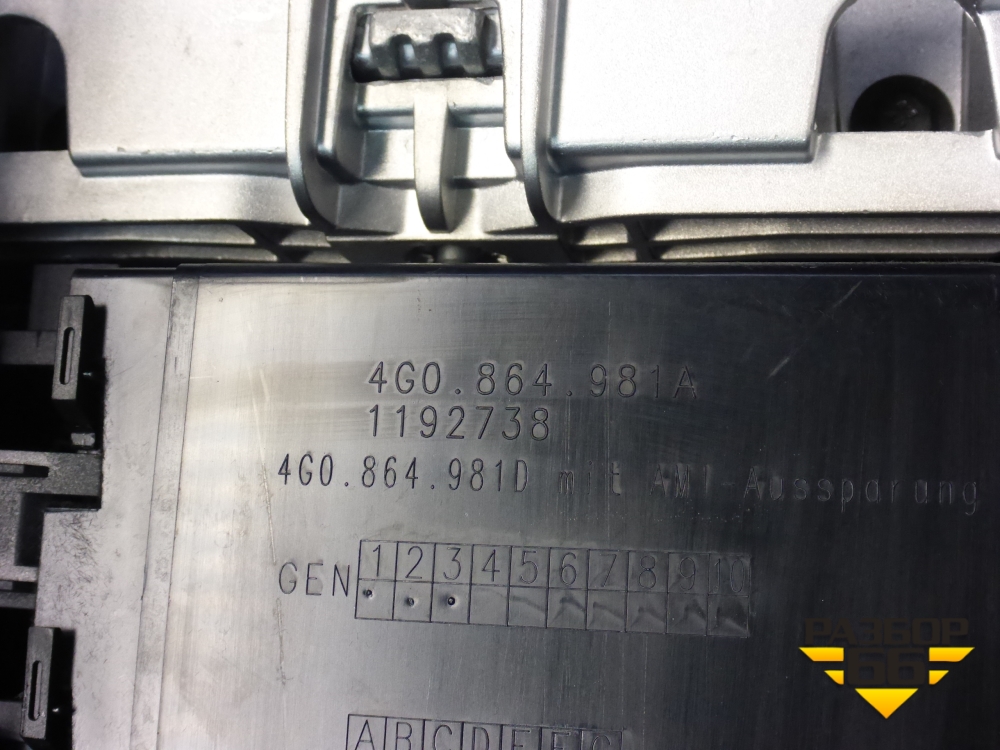 4G0.864.981A
1192738
4G0.864.981D mit AMI-Aussparung
GEN 1 2 3 4 5 6 7 8 9 10
A B C D E F G
РАЗБОР
66